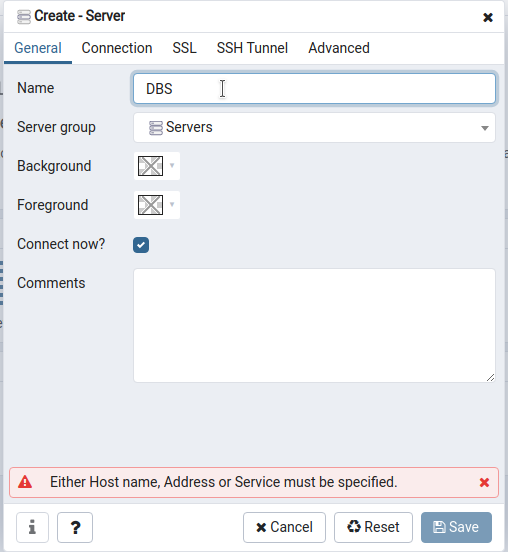 Create - Server
General Connection SSL SSH Tunnel Advanced
Name DBS
Server group Servers
Background
Foreground
Connect now?
Comments
Either Host name, Address or Service must be specified.
i ? Cancel Reset Save